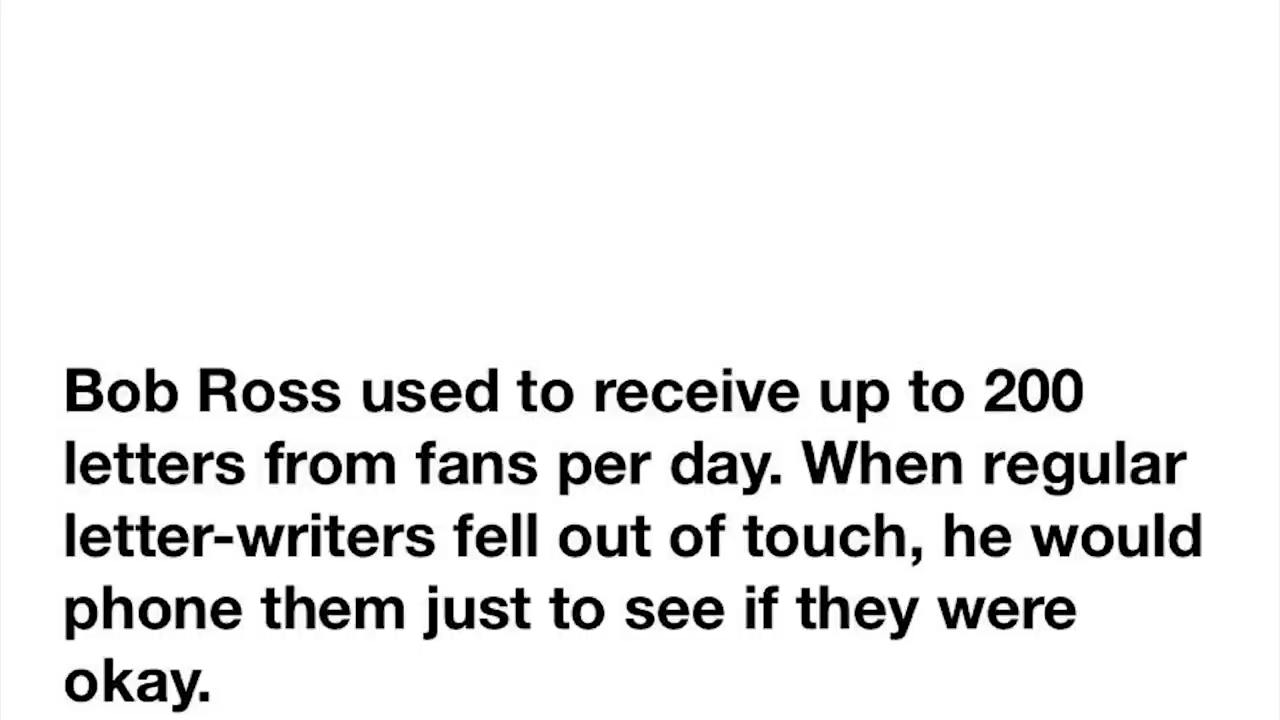 Bob Ross used to receive up to 200
letters from fans per day. When regular
letter-writers fell out of touch, he would
phone them just to see if they were
okay.